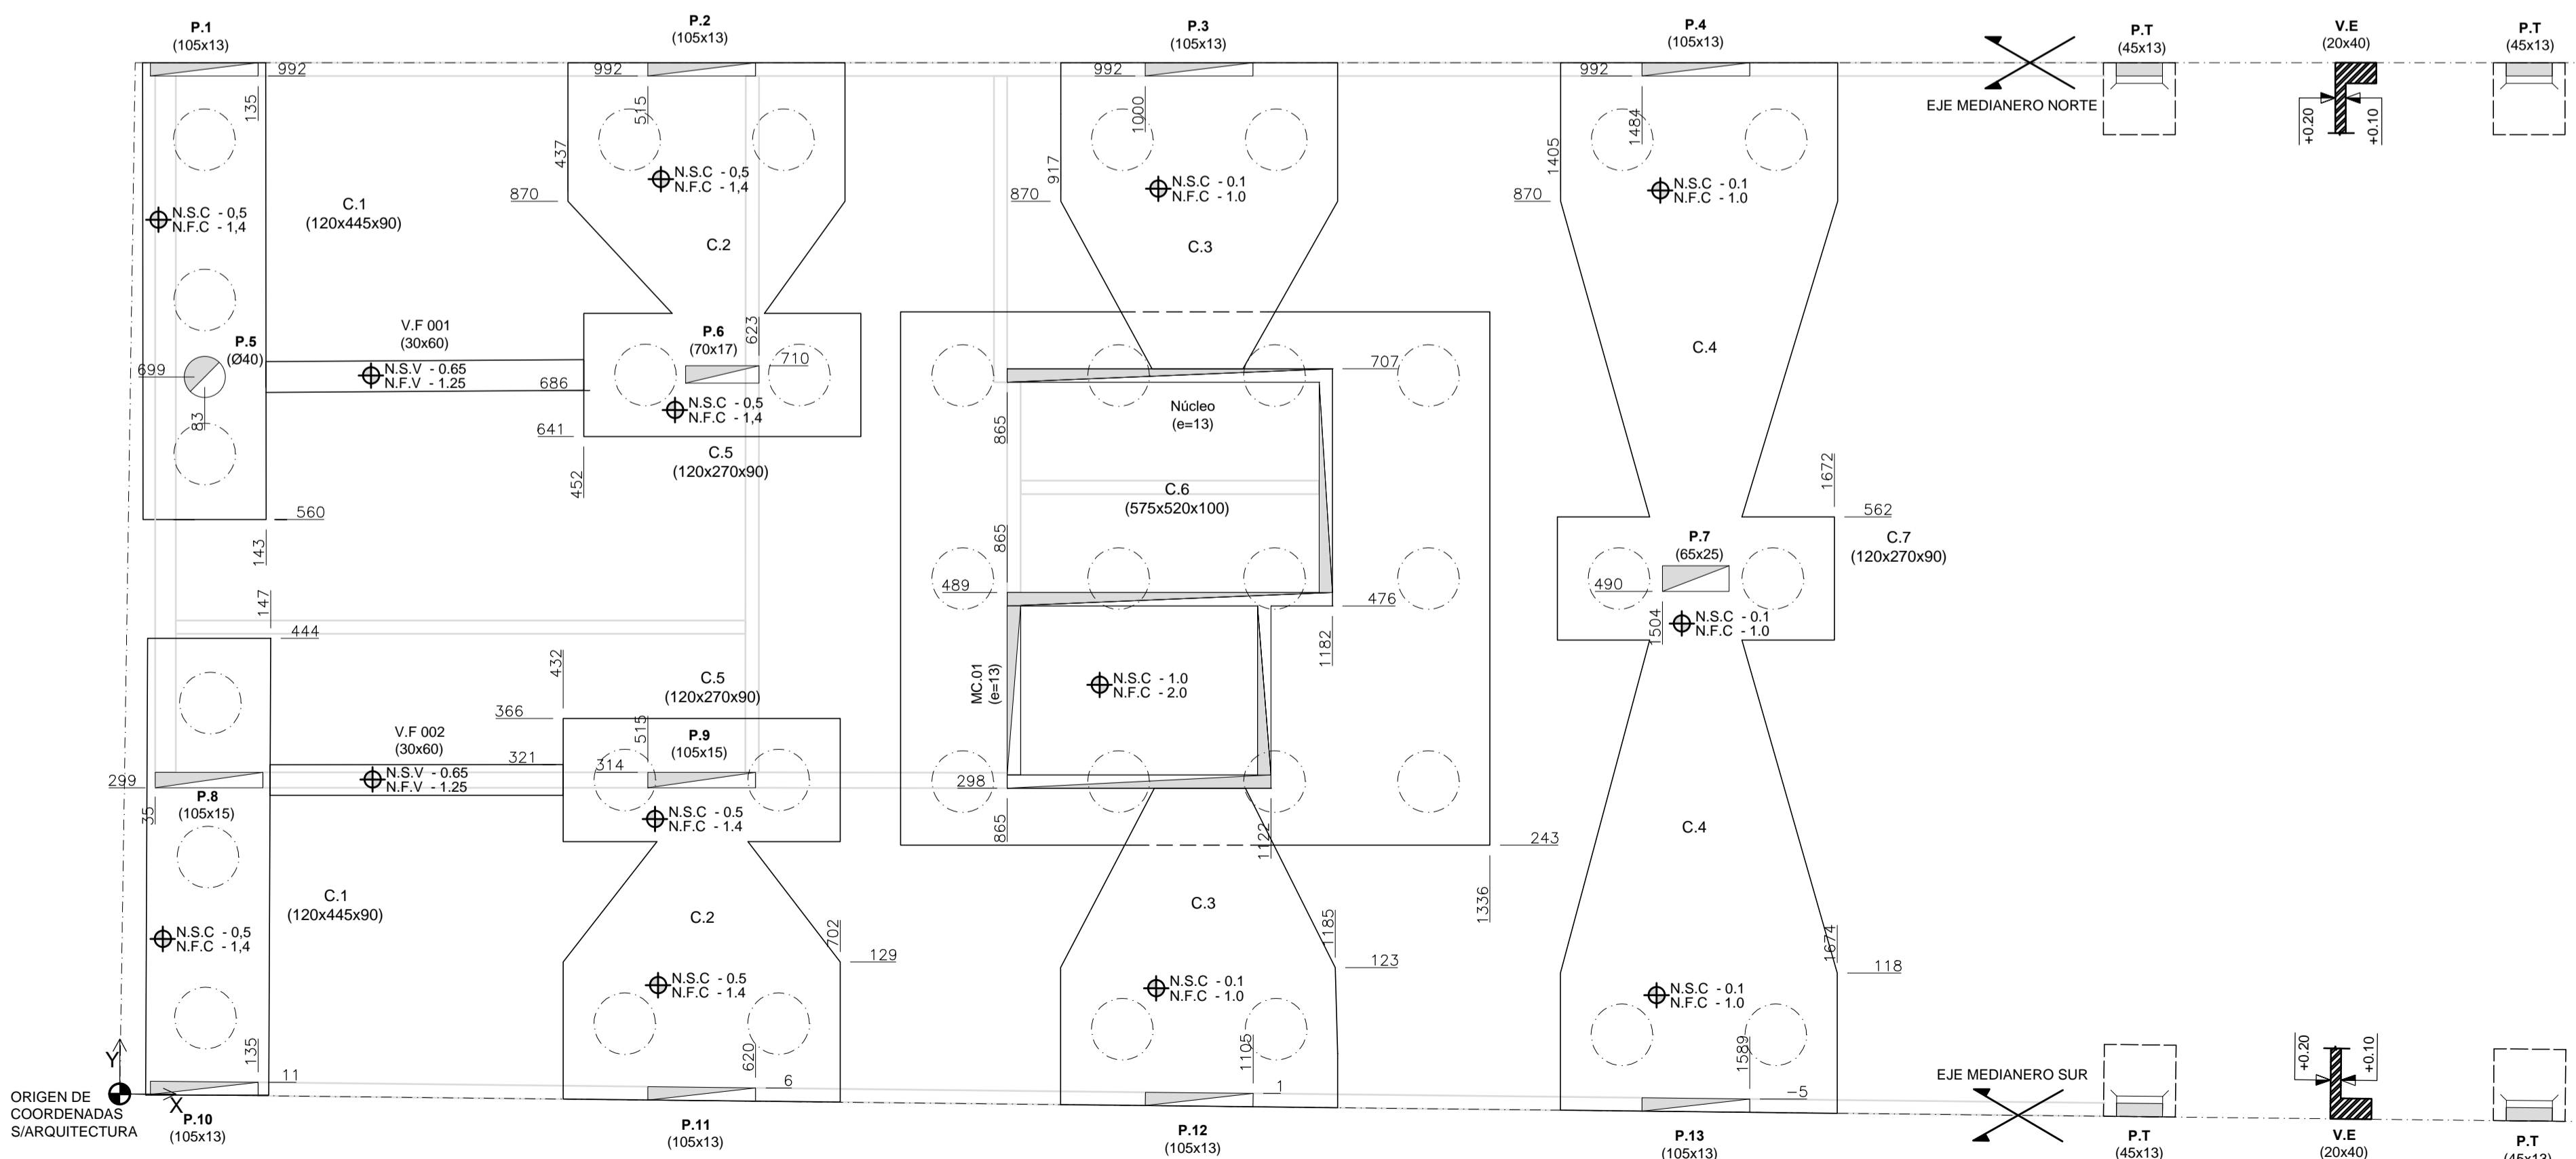 P.1
(105x13)
P.2
(105x13)
P.3
(105x13)
P.4
(105x13)
P.T
(45x13)
V.E
(20x40)
P.T
(45x13)
992
992
992
992
135
515
1000
1484
EJE MEDIANERO NORTE
+0.20
+0.10
437
917
1405
N.S.C - 0,5
N.F.C - 1,4
N.S.C - 0.1
N.F.C - 1.0
N.S.C - 0.1
N.F.C - 1.0
870
870
870
C.1
(120x445x90)
N.S.C - 0,5
N.F.C - 1,4
C.2
C.3
C.4
V.F 001
(30x60)
P.5
(Ø40)
P.6
(70x17)
623
710
699
N.S.V - 0.65
N.F.V - 1.25
686
83
N.S.C - 0,5
N.F.C - 1,4
707
Núcleo
(e=13)
865
641
C.5
(120x270x90)
452
C.6
(575x520x100)
1672
560
143
865
562
P.7
(65x25)
C.7
(120x270x90)
147
489
490
476
1504
N.S.C - 0.1
N.F.C - 1.0
444
1182
432
MC.01
(e=13)
N.S.C - 1.0
N.F.C - 2.0
C.5
(120x270x90)
366
515
V.F 002
(30x60)
P.9
(105x15)
321
314
299
N.S.V - 0.65
N.F.V - 1.25
298
P.8
(105x15)
35
N.S.C - 0.5
N.F.C - 1.4
865
1122
243
C.4
C.1
(120x445x90)
C.2
C.3
1336
702
1185
1674
N.S.C - 0,5
N.F.C - 1,4
129
123
118
N.S.C - 0.5
N.F.C - 1.4
N.S.C - 0.1
N.F.C - 1.0
N.S.C - 0.1
N.F.C - 1.0
135
620
1105
1589
+0.20
+0.10
Y
11
6
1
-5
EJE MEDIANERO SUR
X
ORIGEN DE
COORDENADAS
S/ARQUITECTURA
P.10
(105x13)
P.11
(105x13)
P.12
(105x13)
P.13
(105x13)
P.T
(45x13)
V.E
(20x40)
P.T
(45x13)